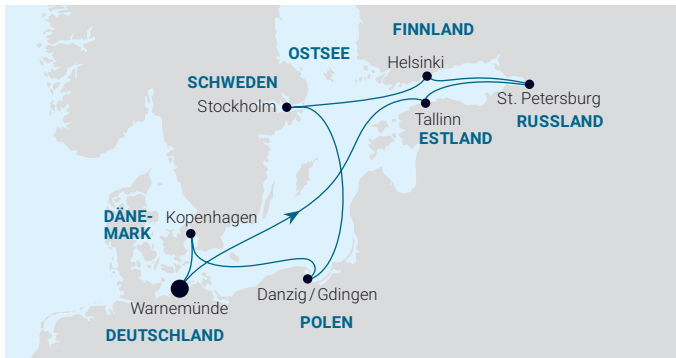 FINNLAND
OSTSEE
Helsinki
SCHWEDEN
Stockholm
St. Petersburg
Tallinn
RUSSLAND
ESTLAND
DÄNE-
MARK
Kopenhagen
Danzig / Gdingen
Warnemünde
POLEN
DEUTSCHLAND